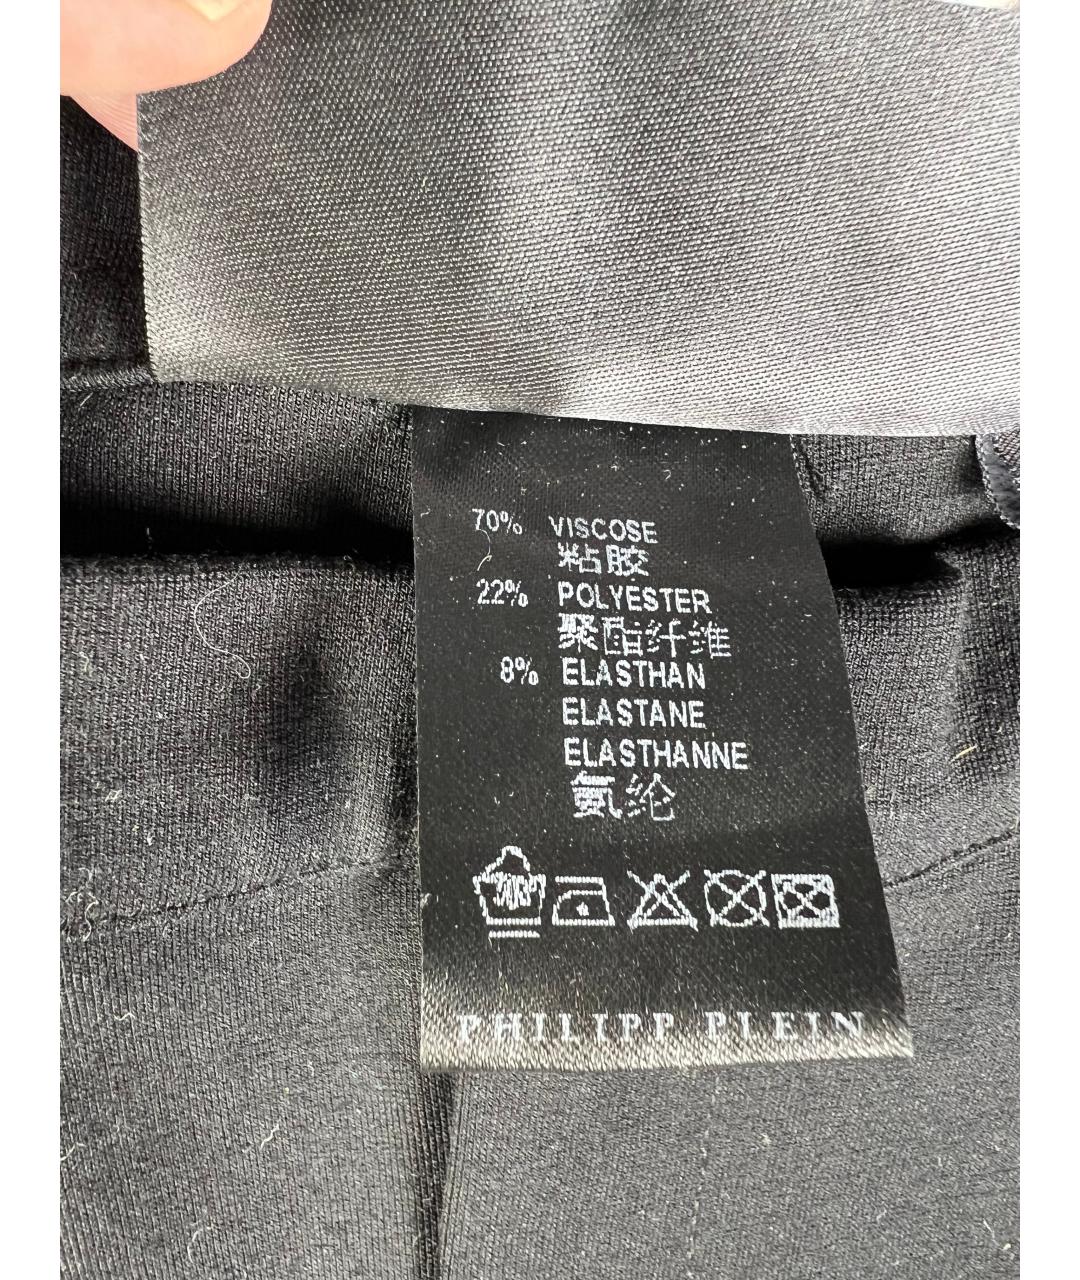 70% VISCOSE
粘胶
22% POLYESTER
聚酯纤维
8% ELASTHAN
ELASTANE
ELASTHANNE
氨纶
PHILIPP PLEIN